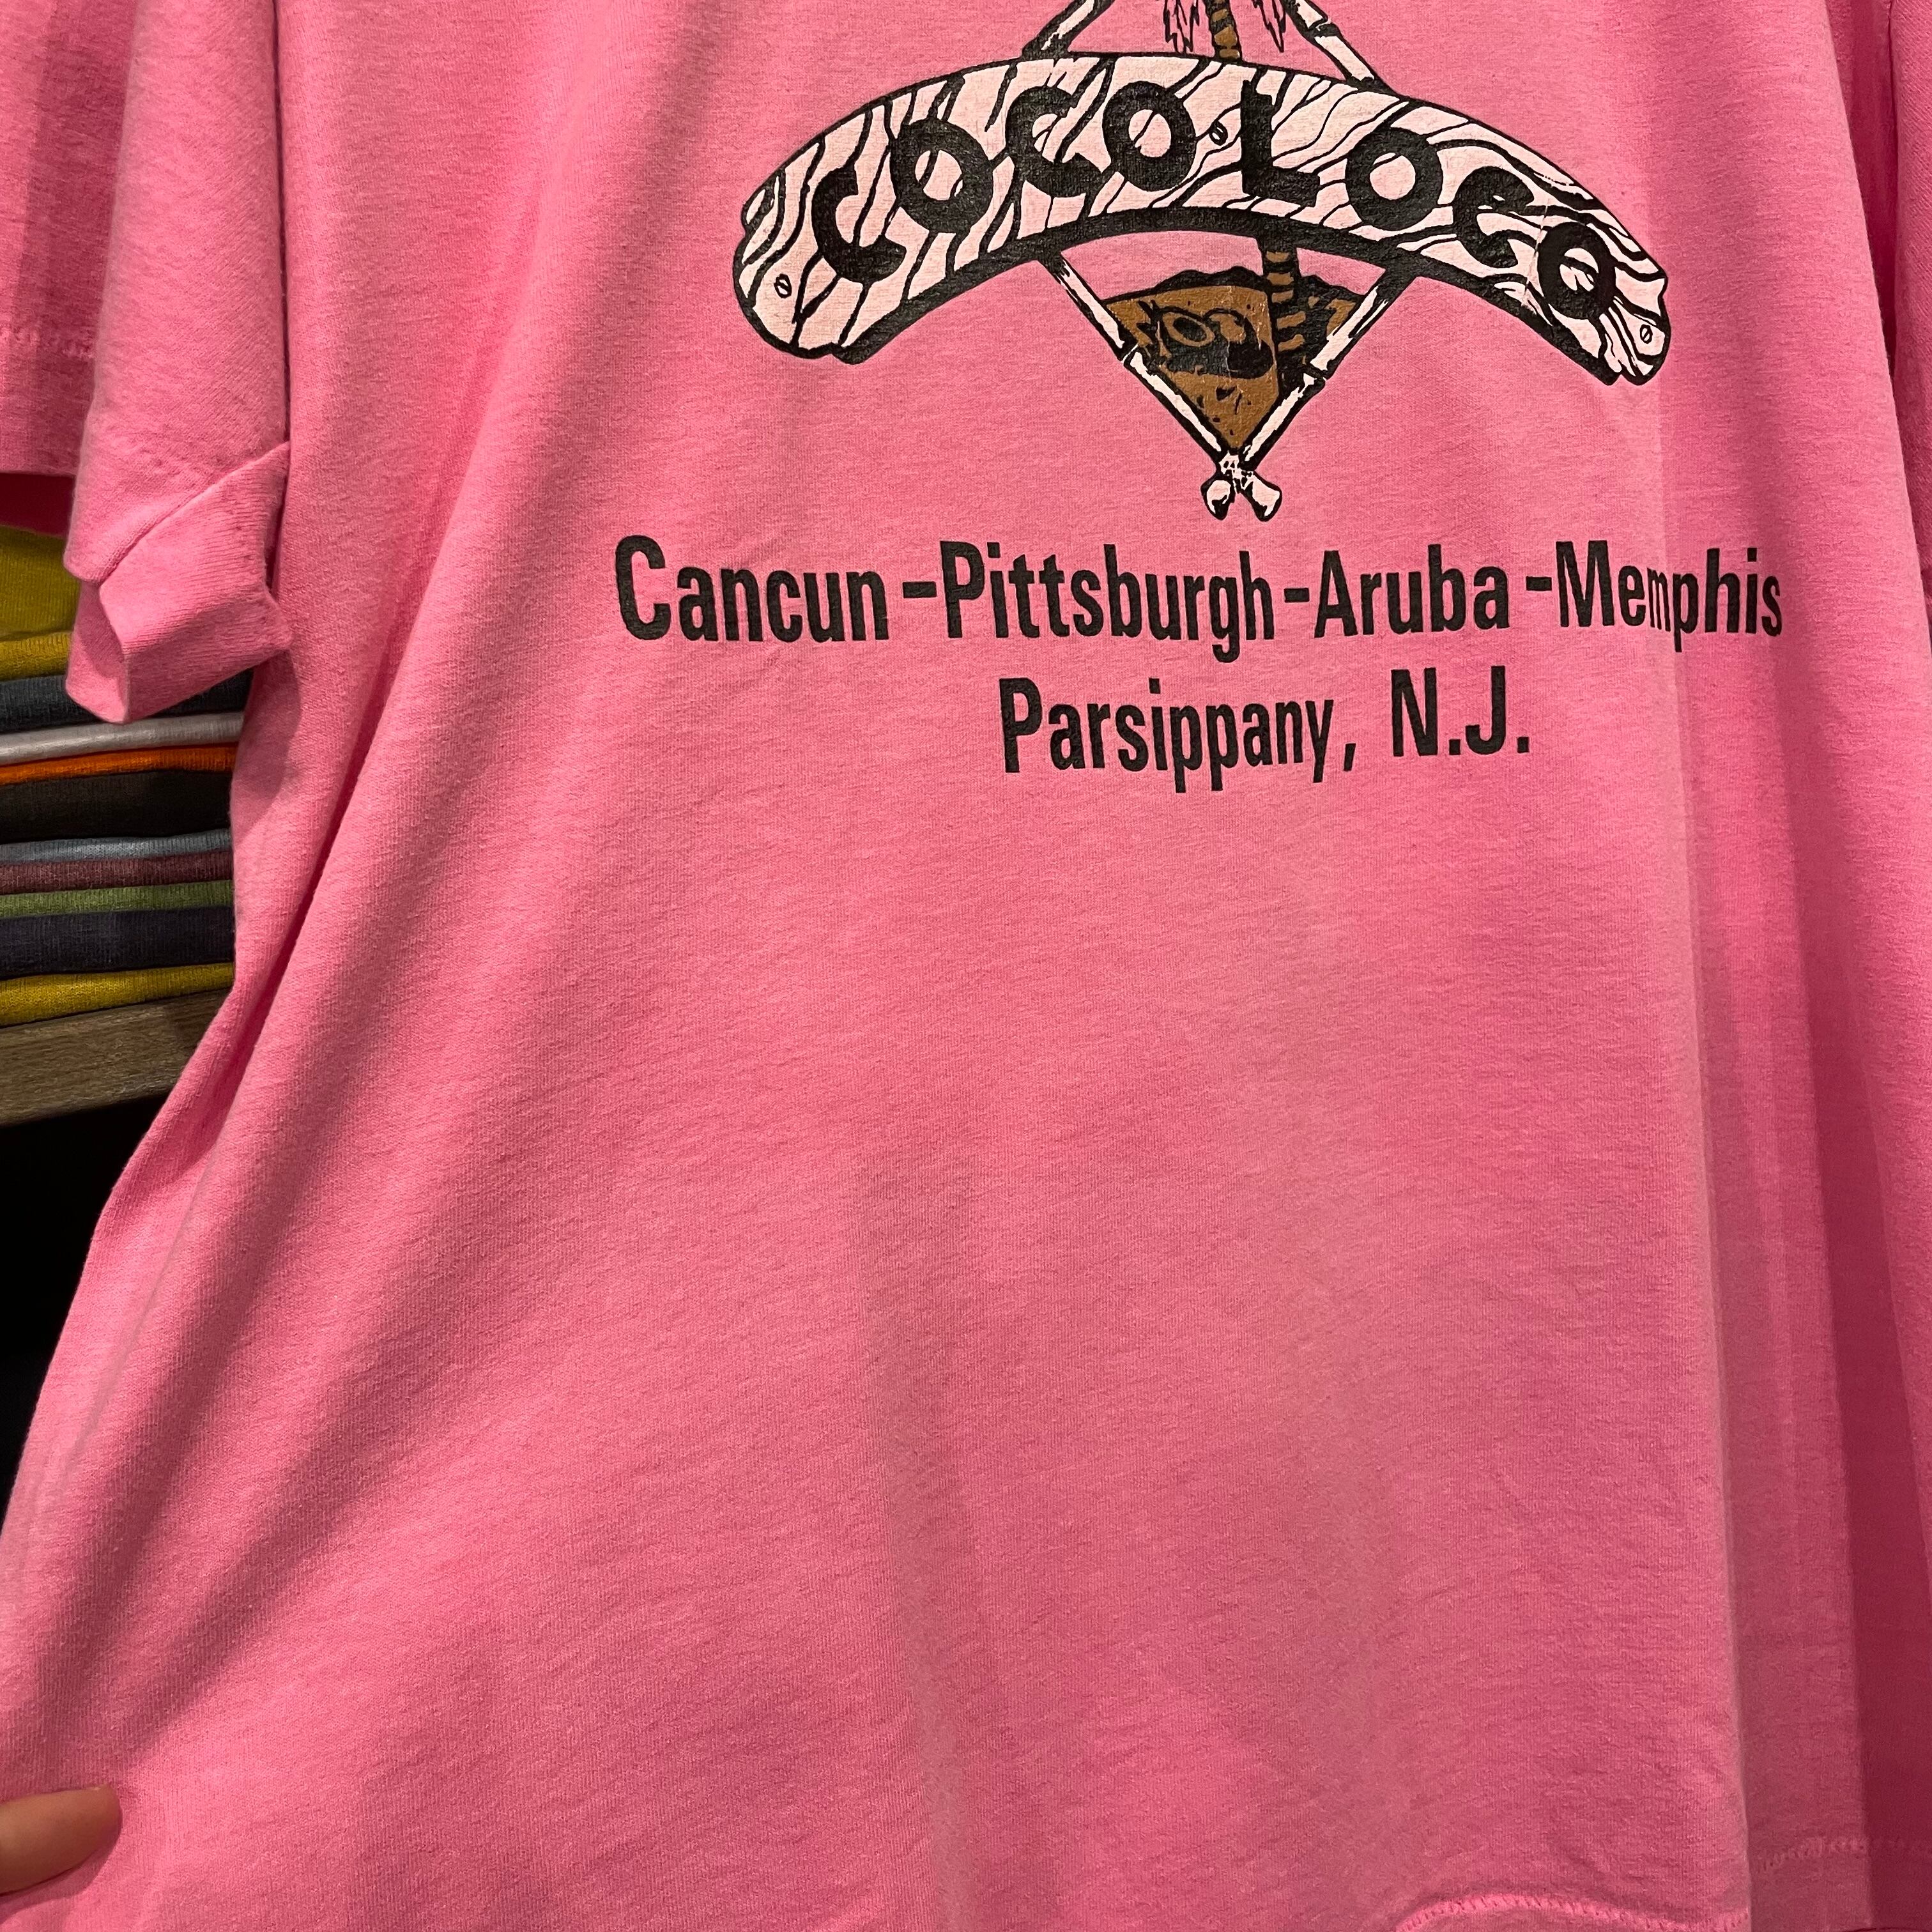 COCO LOCO
Cancun-Pittsburgh-Aruba-Memphis
Parsippany, N.J.